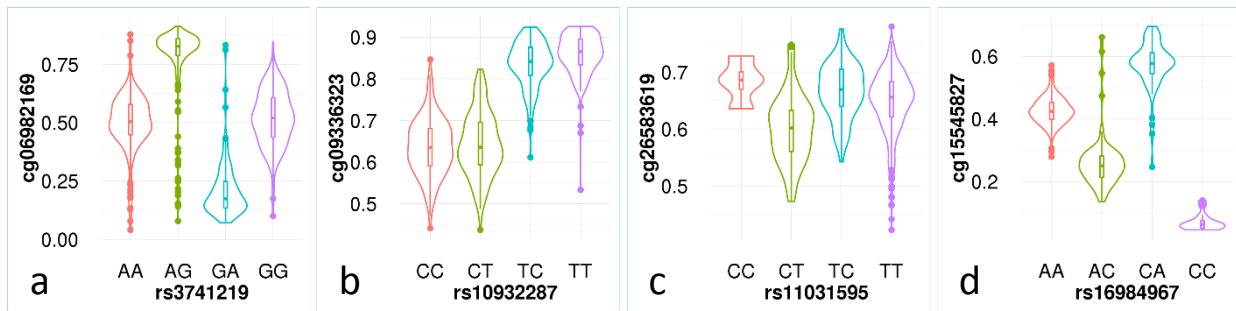 cg06982169
0.75
0.50
0.25
0.00
AA AG GA GG
rs3741219
a
cg09336323
0.9
0.8
0.7
0.6
0.5
CC CT TC TT
rs10932287
b
cg26583619
0.7
0.6
0.5
CC CT TC TT
rs11031595
c
cg15545827
0.6
0.4
0.2
AA AC CA CC
rs16984967
d